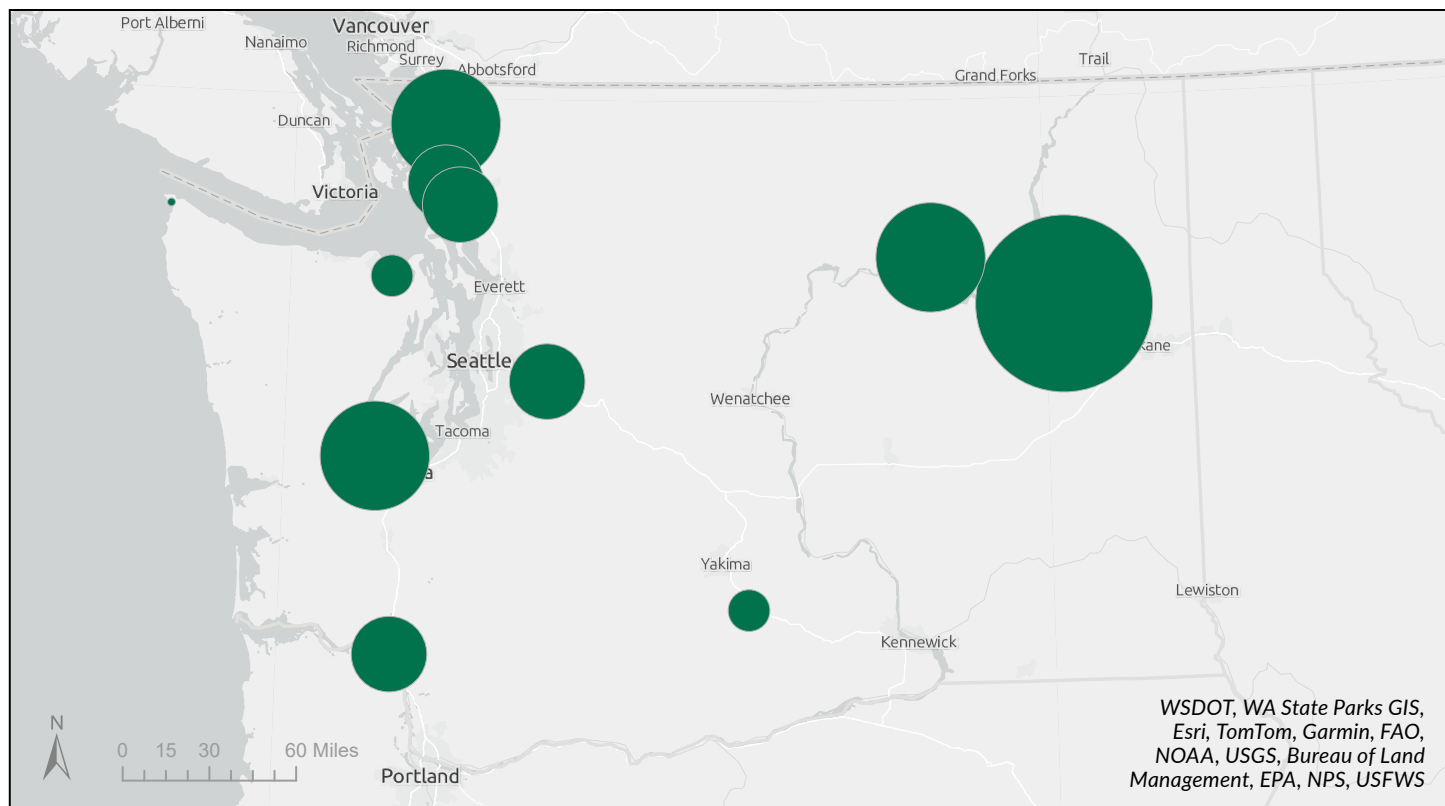 Port Alberni
Vancouver
Nanaimo
Richmond
Surrey
Abbotsford
Trail
Grand Forks
Duncan
Victoria
Everett
Seattle
kane
Wenatchee
Tacoma
a
Yakima
Lewiston
Kennewick
WSDOT, WA State Parks GIS,
Esri, TomTom, Garmin, FAO,
NOAA, USGS, Bureau of Land
Management, EPA, NPS, USFWS
N
0 15 30 60 Miles
Portland